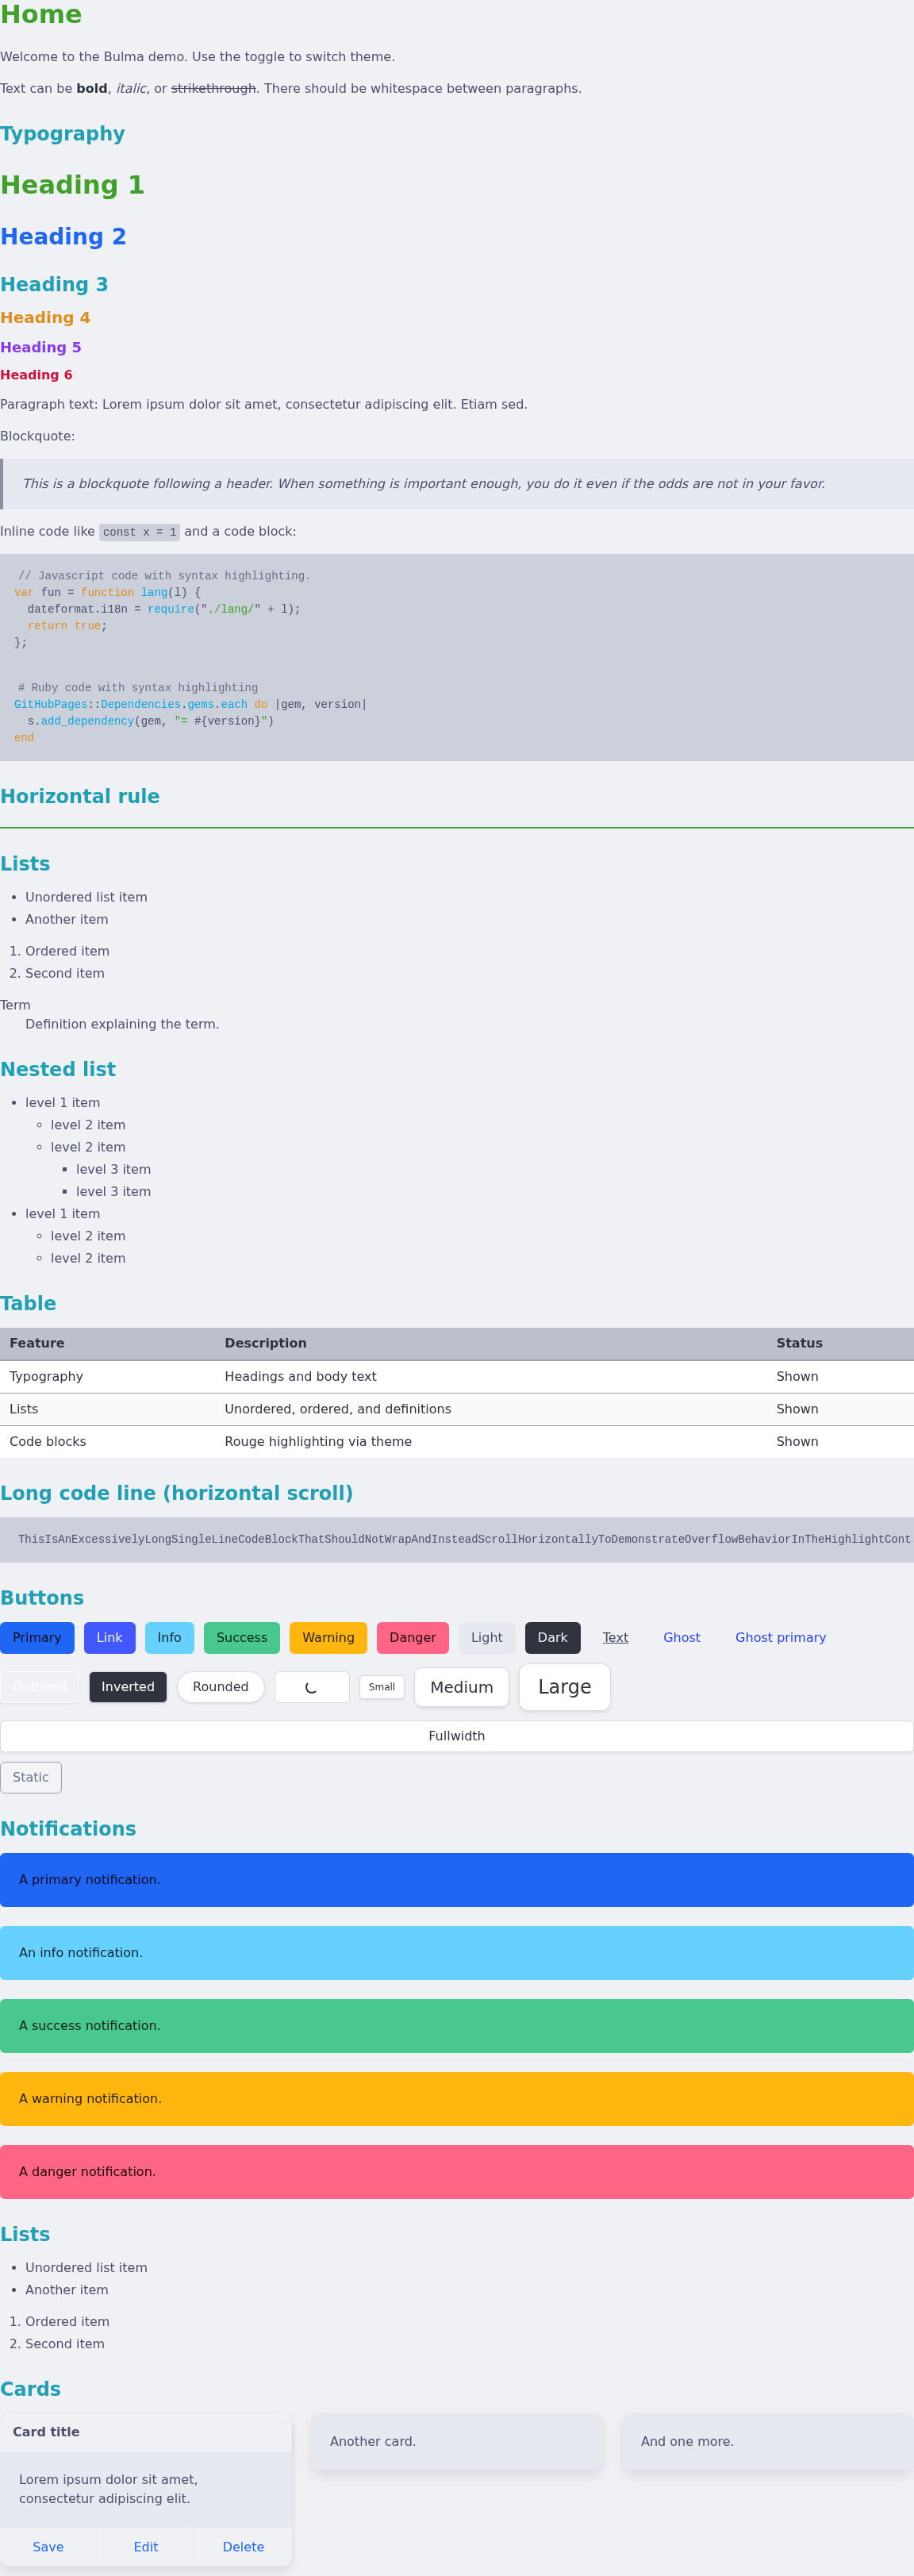 Home
Welcome to the Bulma demo. Use the toggle to switch theme.
Text can be bold, italic, or strikethrough. There should be whitespace between paragraphs.
Typography
Heading 1
Heading 2
Heading 3
Heading 4
Heading 5
Heading 6
Paragraph text: Lorem ipsum dolor sit amet, consectetur adipiscing elit. Etiam sed.
Blockquote:
This is a blockquote following a header. When something is important enough, you do it even if the odds are not in your favor.
Inline code like const x = 1 and a code block:
// Javascript code with syntax highlighting.
var fun = function lang(l) {
  dateformat.i18n = require("./lang/" + l);
  return true;
};
# Ruby code with syntax highlighting
GitHubPages::Dependencies.gems.each do |gem, version|
  s.add_dependency(gem, "= #{version}")
end
Horizontal rule
Lists
• Unordered list item
• Another item
1. Ordered item
2. Second item
Term
Definition explaining the term.
Nested list
• level 1 item
◦ level 2 item
◦ level 2 item
▪ level 3 item
▪ level 3 item
• level 1 item
◦ level 2 item
◦ level 2 item
Table
Feature Description Status
Typography Headings and body text Shown
Lists Unordered, ordered, and definitions Shown
Code blocks Rouge highlighting via theme Shown
Long code line (horizontal scroll)
ThisIsAnExcessivelyLongSingleLineCodeBlockThatShouldNotWrapAndInsteadScrollHorizontallyToDemonstrateOverflowBehaviorInTheHighlightCont
Buttons
Primary Link Info Success Warning Danger Light Dark Text Ghost Ghost primary
Outlined Inverted Rounded Small Medium Large
Fullwidth
Static
Notifications
A primary notification.
An info notification.
A success notification.
A warning notification.
A danger notification.
Lists
• Unordered list item
• Another item
1. Ordered item
2. Second item
Cards
Card title
Lorem ipsum dolor sit amet,
consectetur adipiscing elit.
Save Edit Delete
Another card.
And one more.